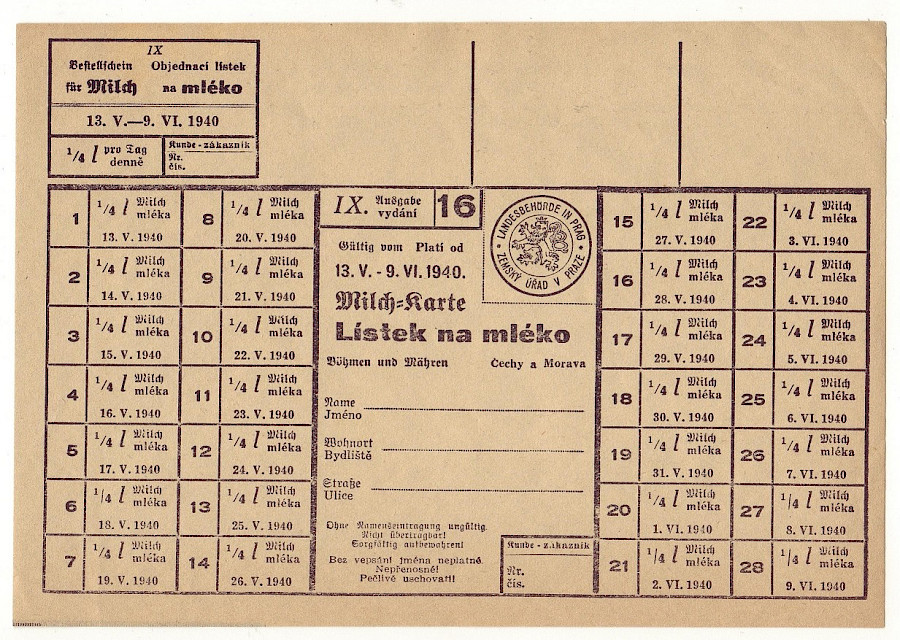 IX
Bestellschein Objednací lístek
für Milch na mléko
13. V.—9. VI. 1940
1/4 l pro Tag denně
Kunde - zákazník
Nr.
čís.
1 1/4 l Milch mléka
13. V. 1940
2 1/4 l Milch mléka
14. V. 1940
3 1/4 l Milch mléka
15. V. 1940
4 1/4 l Milch mléka
16. V. 1940
5 1/4 l Milch mléka
17. V. 1940
6 1/4 l Milch mléka
18. V. 1940
7 1/4 l Milch mléka
19. V. 1940
8 1/4 l Milch mléka
20. V. 1940
9 1/4 l Milch mléka
21. V. 1940
10 1/4 l Milch mléka
22. V. 1940
11 1/4 l Milch mléka
23. V. 1940
12 1/4 l Milch mléka
24. V. 1940
13 1/4 l Milch mléka
25. V. 1940
14 1/4 l Milch mléka
26. V. 1940
IX. Ausgabe vydání 16
LANDESBEHÖRDE IN PRAG
ZEMSKÝ ÚŘAD V PRAZE
Gültig vom Platí od
13. V. - 9. VI. 1940.
Milch=Karte
Lístek na mléko
Böhmen und Mähren Čechy a Morava
Name
Jméno
Wohnort
Bydliště
Straße
Ulice
Ohne Namenseintragung ungültig.
Nicht übertragbar!
Sorgfältig aufbewahren!
Bez vepsání jména neplatné.
Nepřenosné!
Pečlivě uschovati!
Kunde - zákazník
Nr.
čís.
15 1/4 l Milch mléka
27. V. 1940
16 1/4 l Milch mléka
28. V. 1940
17 1/4 l Milch mléka
29. V. 1940
18 1/4 l Milch mléka
30. V. 1940
19 1/4 l Milch mléka
31. V. 1940
20 1/4 l Milch mléka
1. VI. 1940
21 1/4 l Milch mléka
2. VI. 1940
22 1/4 l Milch mléka
3. VI. 1940
23 1/4 l Milch mléka
4. VI. 1940
24 1/4 l Milch mléka
5. VI. 1940
25 1/4 l Milch mléka
6. VI. 1940
26 1/4 l Milch mléka
7. VI. 1940
27 1/4 l Milch mléka
8. VI. 1940
28 1/4 l Milch mléka
9. VI. 1940